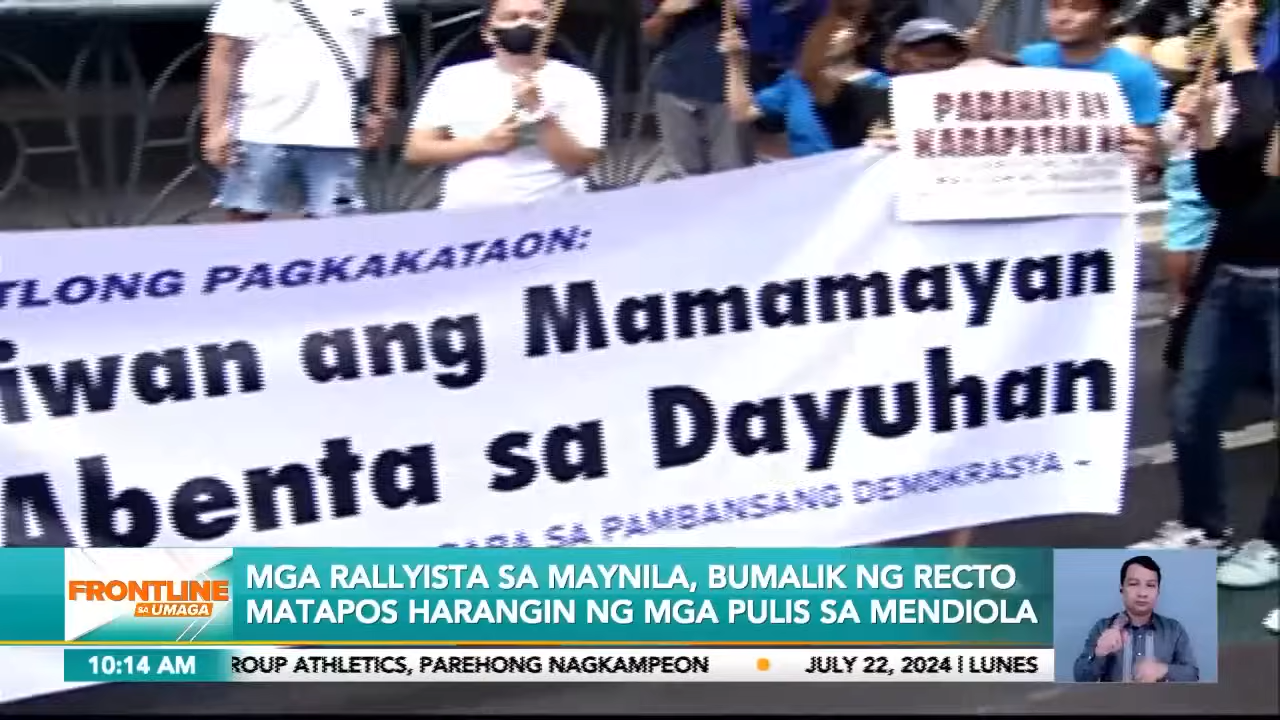 PABAHAY AY
KARAPATAN
TLONG PAGKAKATAON:
iwan ang Mamamayan
Abenta sa Dayuhan
SA PAMBANSANG DEMOKRASYA -
FRONTLINE
SA UMAGA
MGA RALLYISTA SA MAYNILA, BUMALIK NG RECTO
MATAPOS HARANGIN NG MGA PULIS SA MENDIOLA
10:14 AM
ROUP ATHLETICS, PAREHONG NAGKAMPEON • JULY 22, 2024 | LUNES